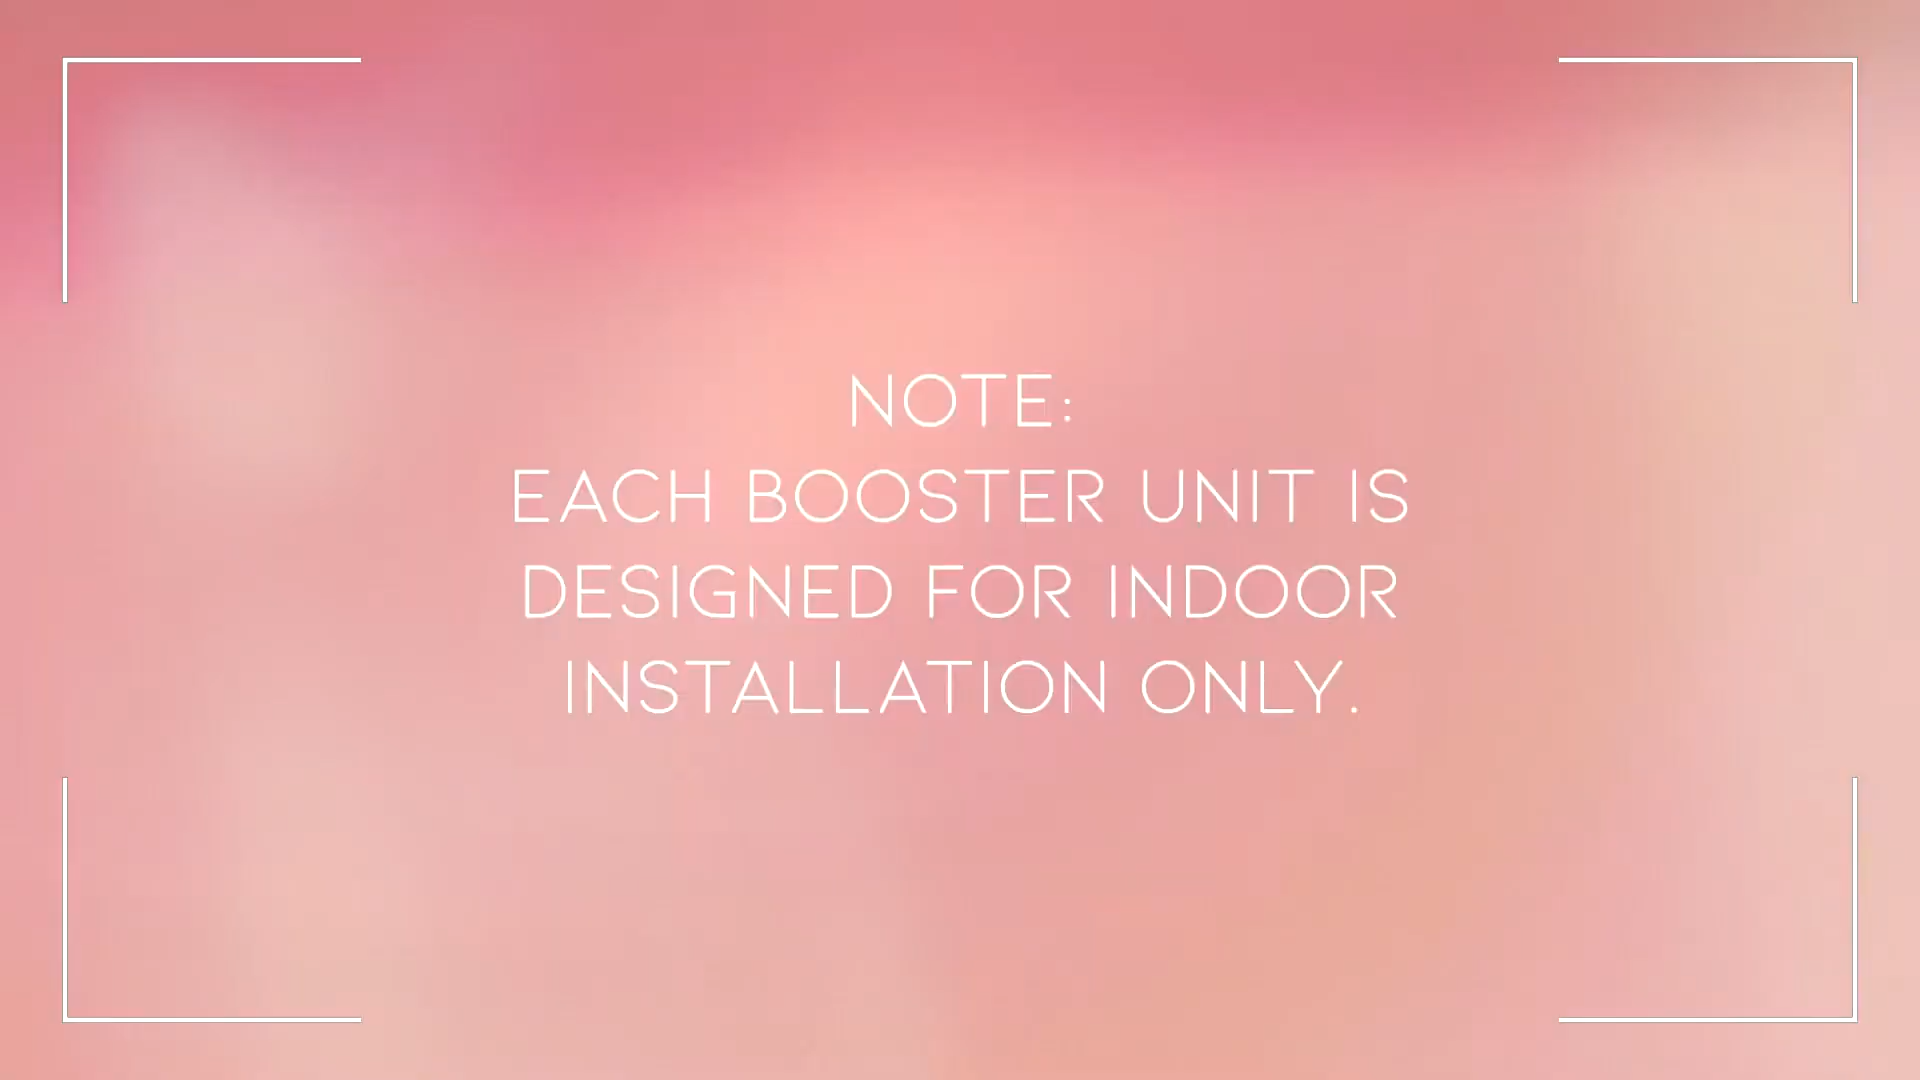 NOTE:
EACH BOOSTER UNIT IS
DESIGNED FOR INDOOR
INSTALLATION ONLY.